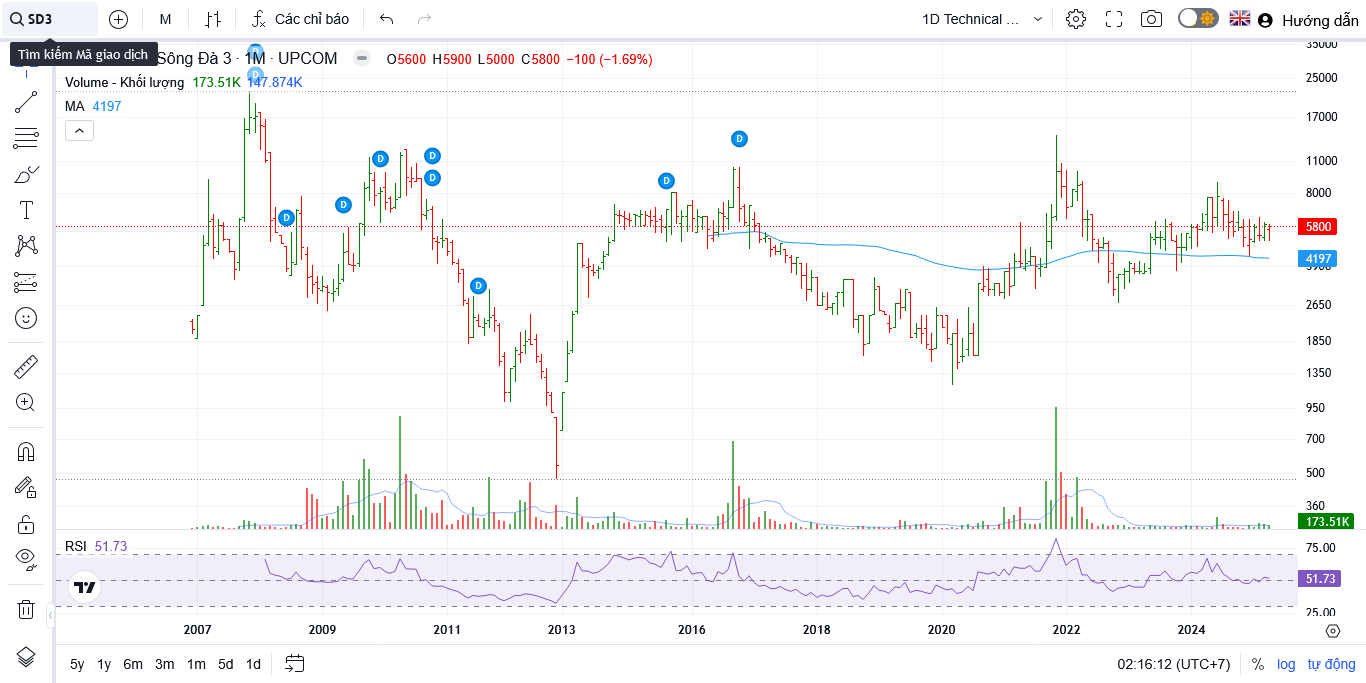 SD3
M
Các chỉ báo
1D Technical ...
Hướng dẫn
Tìm kiếm Mã giao dịch
Sông Đà 3 · 1M · UPCOM
O5600 H5900 L5000 C5800 −100 (−1.69%)
Volume - Khối lượng 173.51K 147.874K
MA 4197
D
D
D
D
D
D
D
D
D
D
35000
25000
17000
11000
8000
5800
4197
2650
1850
1350
950
700
500
360
173.51K
RSI 51.73
75.00
51.73
25.00
2007 2009 2011 2013 2016 2018 2020 2022 2024
5y 1y 6m 3m 1m 5d 1d
02:16:12 (UTC+7) % log tự động